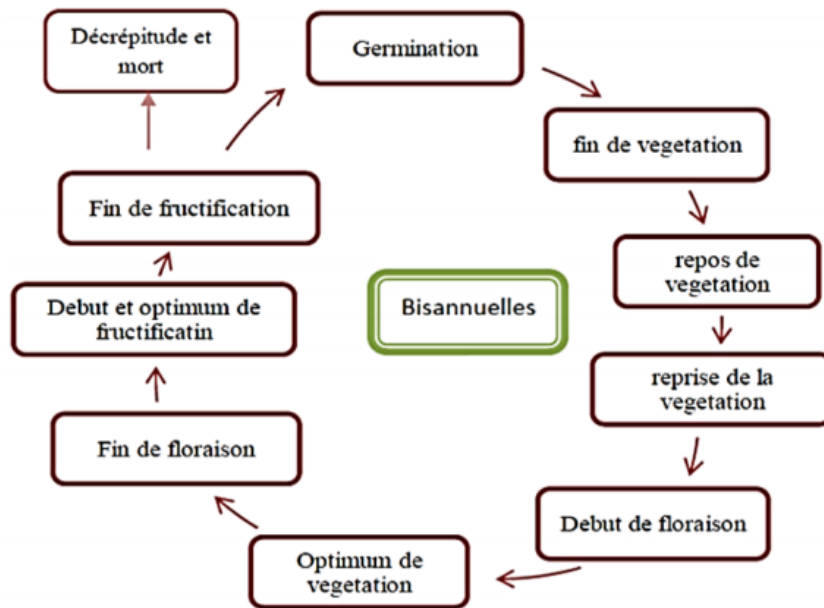 Décrépitude et
mort
Germination
fin de vegetation
repos de
vegetation
reprise de la
vegetation
Debut de floraison
Optimum de
vegetation
Fin de floraison
Debut et optimum de
fructificatin
Fin de fructification
Bisannuelles